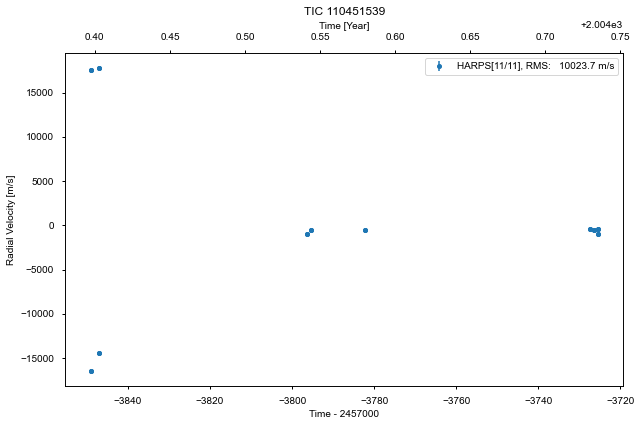 TIC 110451539
Time [Year]
+2.004e3
0.40 0.45 0.50 0.55 0.60 0.65 0.70 0.75
HARPS[11/11], RMS: 10023.7 m/s
Radial Velocity [m/s]
15000
10000
5000
0
−5000
−10000
−15000
−3840 −3820 −3800 −3780 −3760 −3740 −3720
Time - 2457000